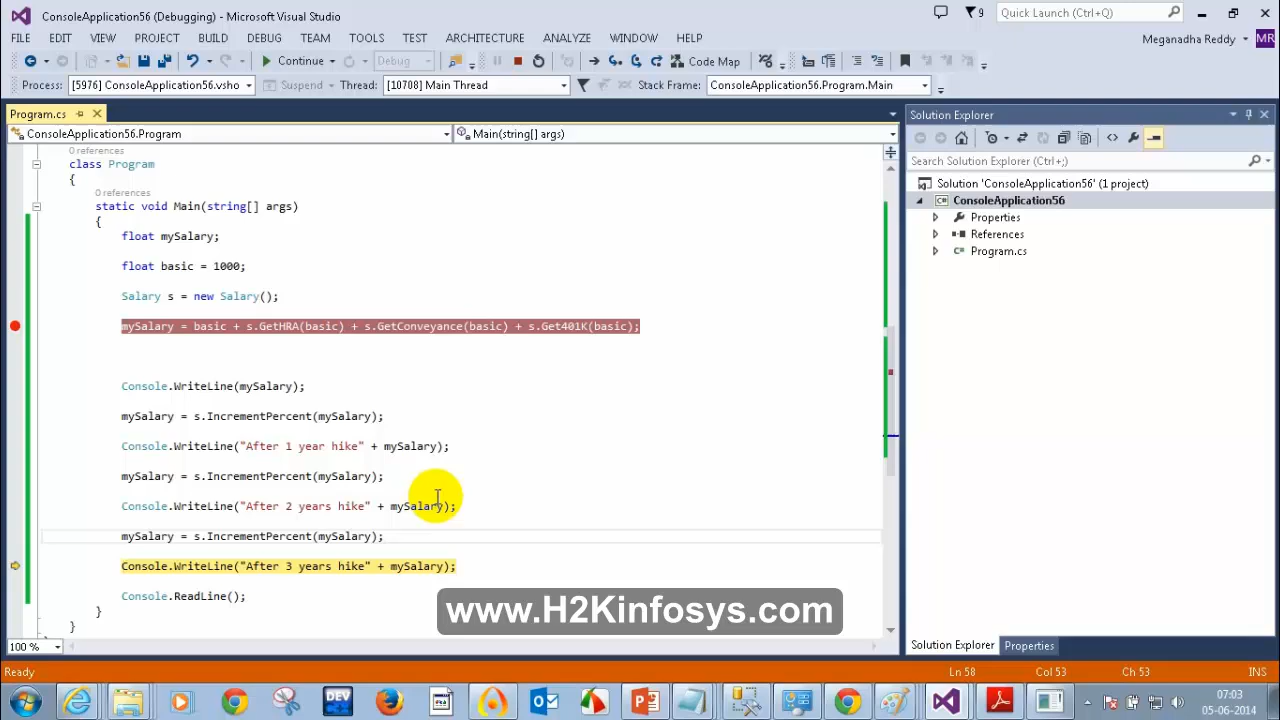 ConsoleApplication56 (Debugging) - Microsoft Visual Studio
9
Quick Launch (Ctrl+Q)
FILE EDIT VIEW PROJECT BUILD DEBUG TEAM TOOLS TEST ARCHITECTURE ANALYZE WINDOW HELP
Meganadha Reddy
MR
Continue
Debug
Code Map
Process: [5976] ConsoleApplication56.vsho
Suspend
Thread: [10708] Main Thread
Stack Frame: ConsoleApplication56.Program.Main
Program.cs
ConsoleApplication56.Program
Main(string[] args)
0 references
class Program
{
0 references
static void Main(string[] args)
{
float mySalary;
float basic = 1000;
Salary s = new Salary();
mySalary = basic + s.GetHRA(basic) + s.GetConveyance(basic) + s.Get401K(basic);
Console.WriteLine(mySalary);
mySalary = s.IncrementPercent(mySalary);
Console.WriteLine("After 1 year hike" + mySalary);
mySalary = s.IncrementPercent(mySalary);
Console.WriteLine("After 2 years hike" + mySalary);
mySalary = s.IncrementPercent(mySalary);
Console.WriteLine("After 3 years hike" + mySalary);
Console.ReadLine();
}
}
www.H2Kinfosys.com
100 %
Solution Explorer
Search Solution Explorer (Ctrl+;)
Solution 'ConsoleApplication56' (1 project)
ConsoleApplication56
Properties
References
Program.cs
Solution Explorer Properties
Ready
Ln 58
Col 53
Ch 53
INS
DEV
07:03
05-06-2014